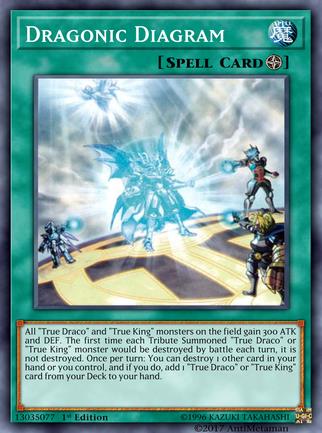 Dragonic Diagram
[Spell Card]
All "True Draco" and "True King" monsters on the field gain 300 ATK
and DEF. The first time each Tribute Summoned "True Draco" or
"True King" monster would be destroyed by battle each turn, it is
not destroyed. Once per turn: You can destroy 1 other card in your
hand or you control, and if you do, add 1 "True Draco" or "True King"
card from your Deck to your hand.
13035077 1st Edition ©1996 KAZUKI TAKAHASHI
©2017 AntiMetaman